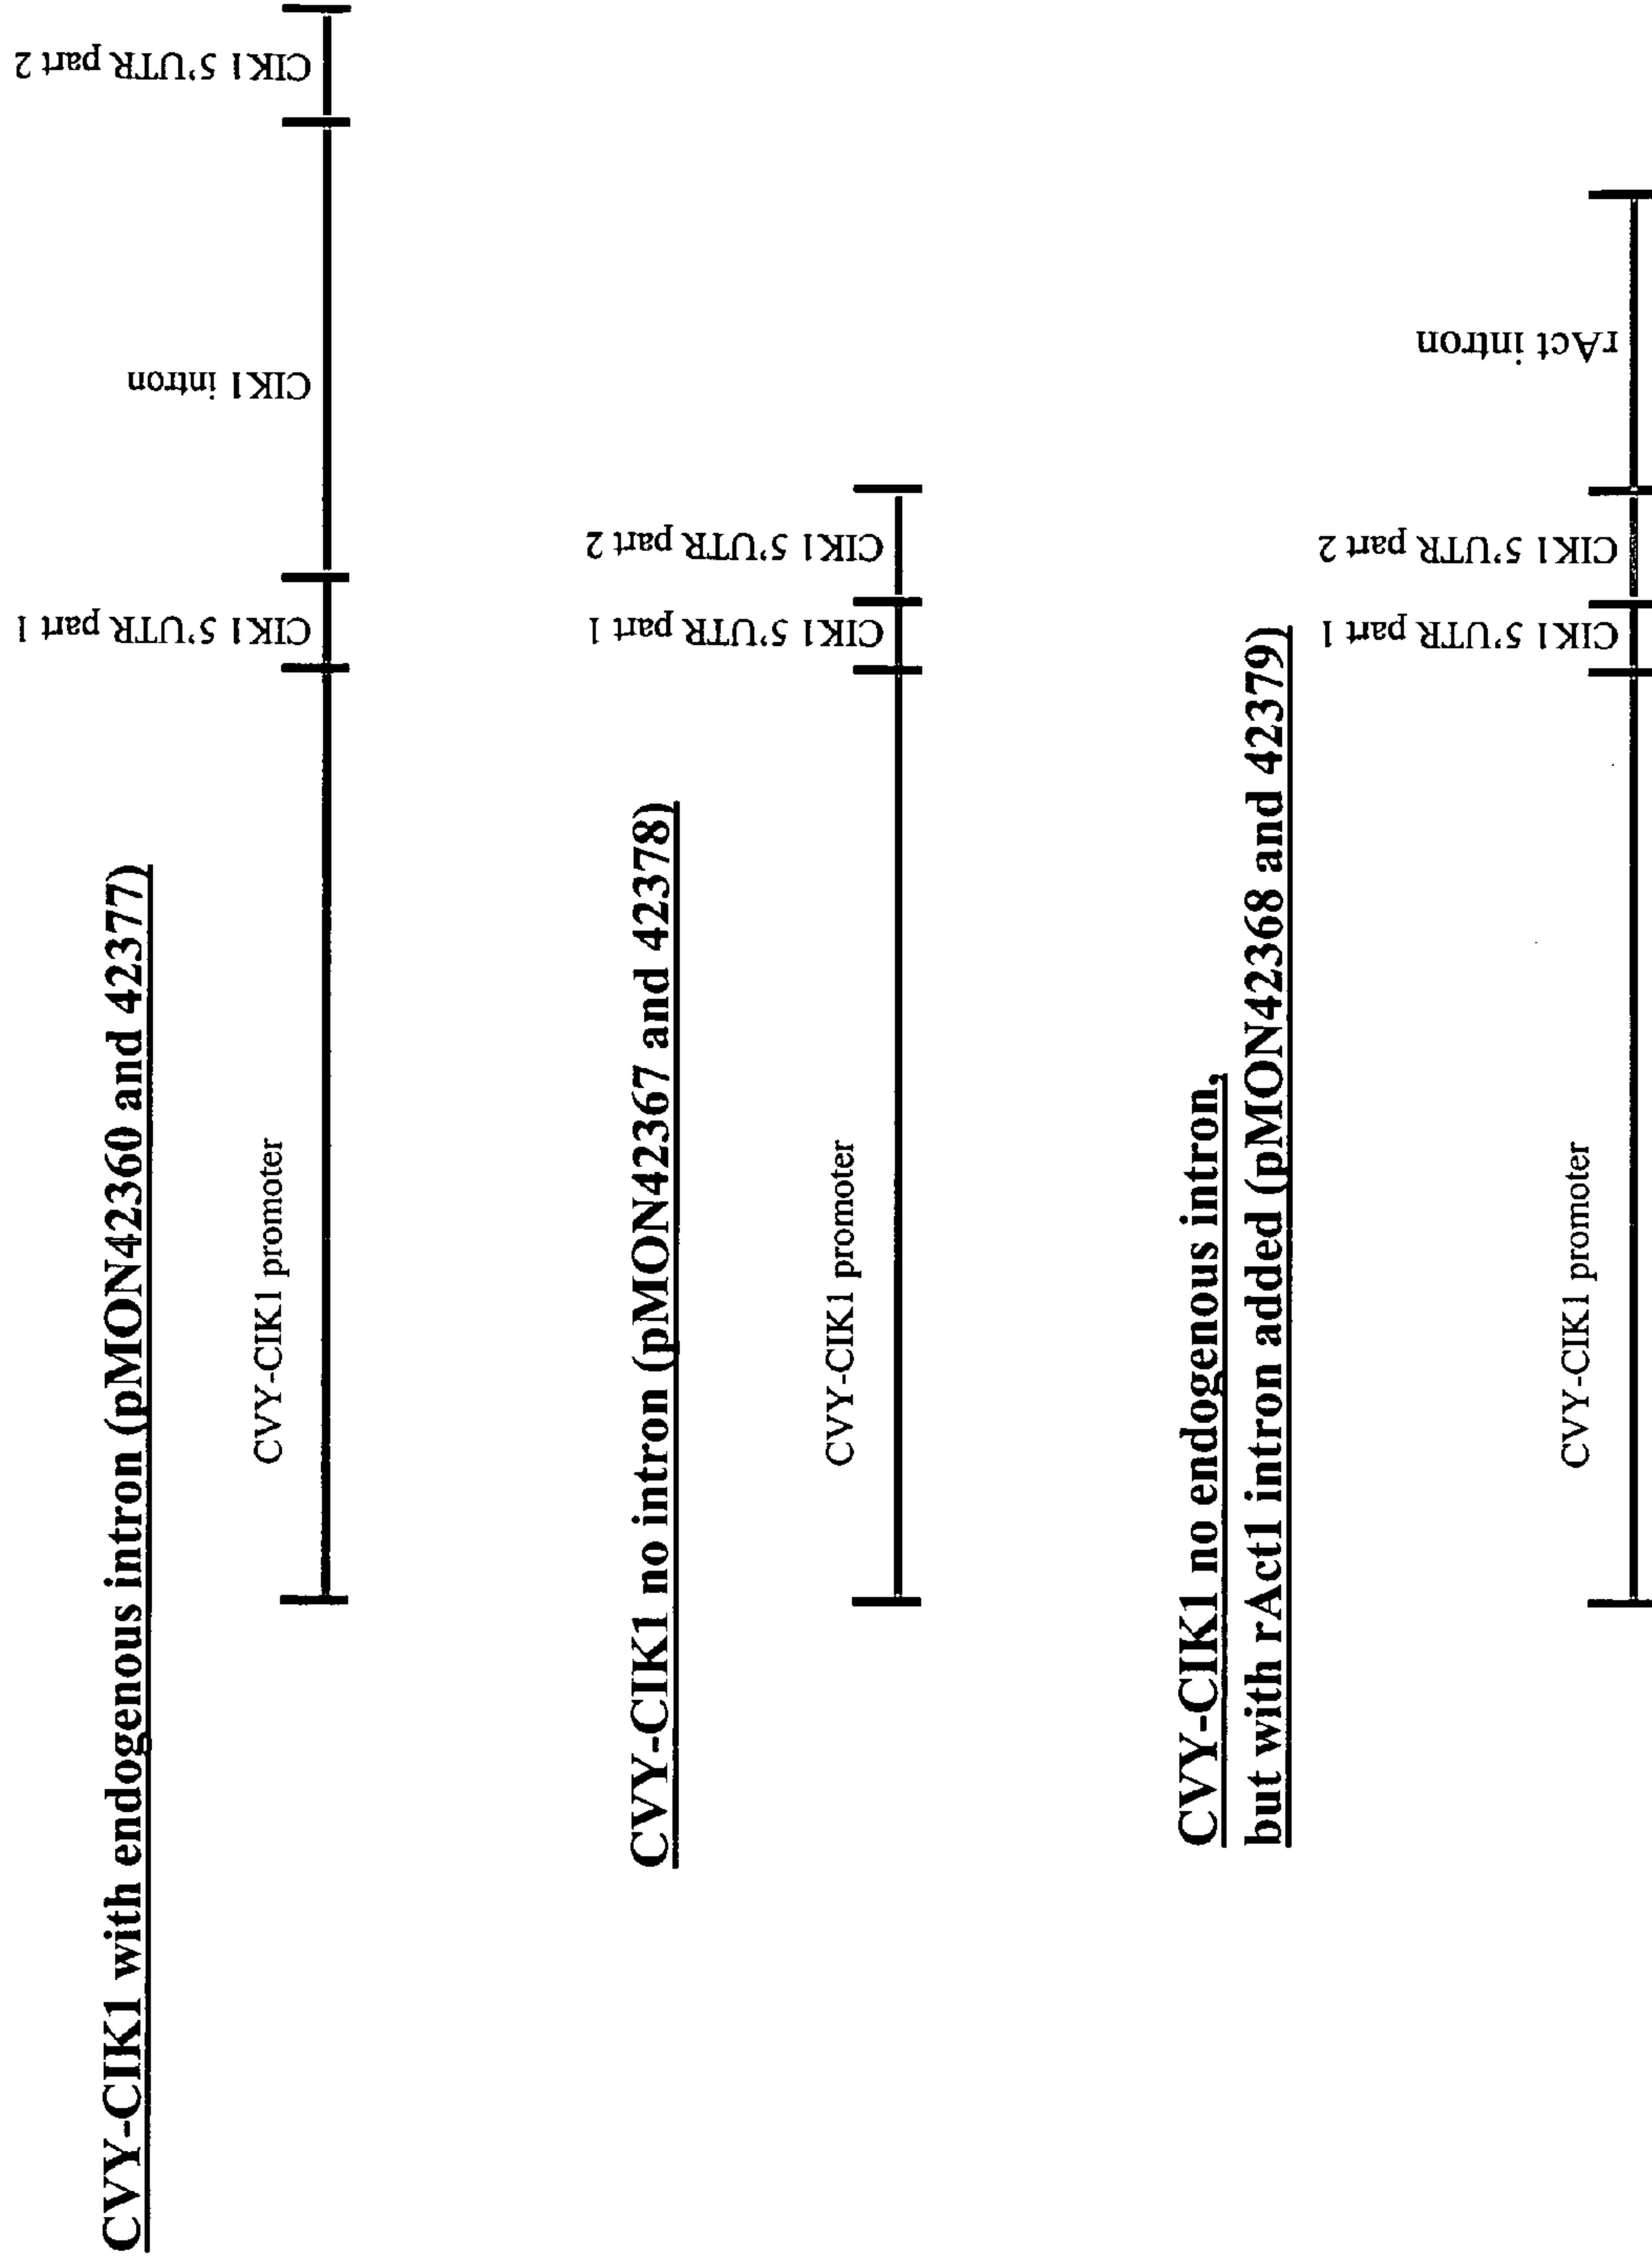 CVY-CIK1 with endogenous intron (pMON42360 and 42377)
CVY-CIK1 promoter
CIK1 5'UTR part 1
CIK1 intron
CIK1 5'UTR part 2
CVY-CIK1 no intron (pMON42367 and 42378)
CVY-CIK1 promoter
CIK1 5'UTR part 1
CIK1 5'UTR part 2
CVY-CIK1 no endogenous intron,
but with rAct1 intron added (pMON42368 and 42379)
CVY-CIK1 promoter
CIK1 5'UTR part 1
CIK1 5'UTR part 2
rAct intron